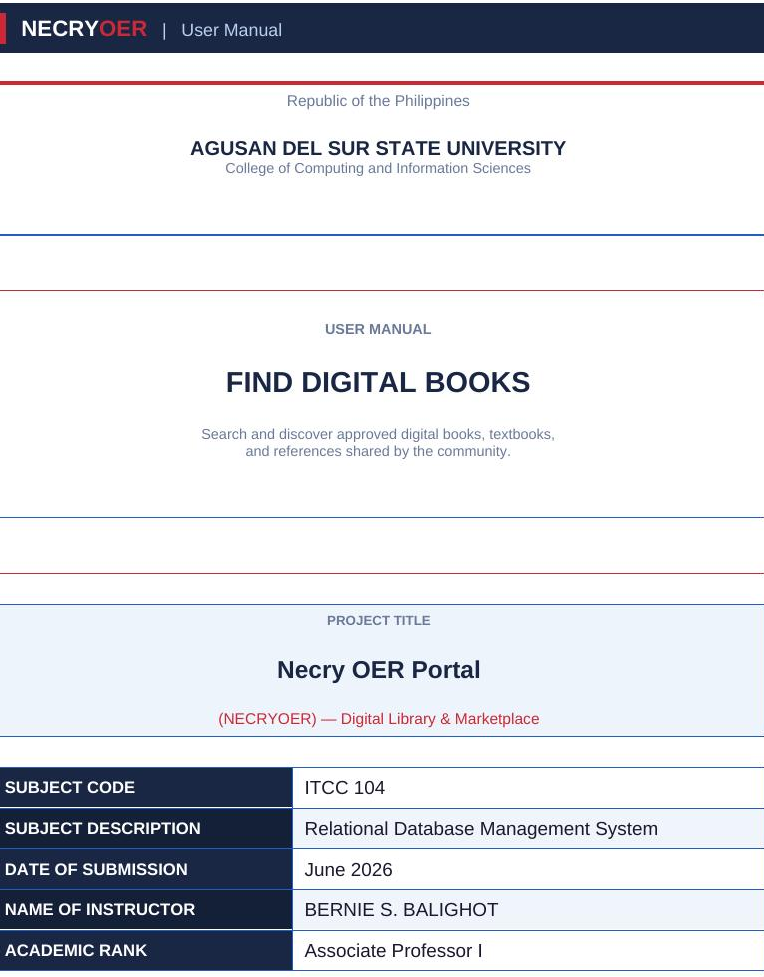 NECRYOER | User Manual
Republic of the Philippines
AGUSAN DEL SUR STATE UNIVERSITY
College of Computing and Information Sciences
USER MANUAL
FIND DIGITAL BOOKS
Search and discover approved digital books, textbooks,
and references shared by the community.
PROJECT TITLE
Necry OER Portal
(NECRYOER) — Digital Library & Marketplace
SUBJECT CODE ITCC 104
SUBJECT DESCRIPTION Relational Database Management System
DATE OF SUBMISSION June 2026
NAME OF INSTRUCTOR BERNIE S. BALIGHOT
ACADEMIC RANK Associate Professor I